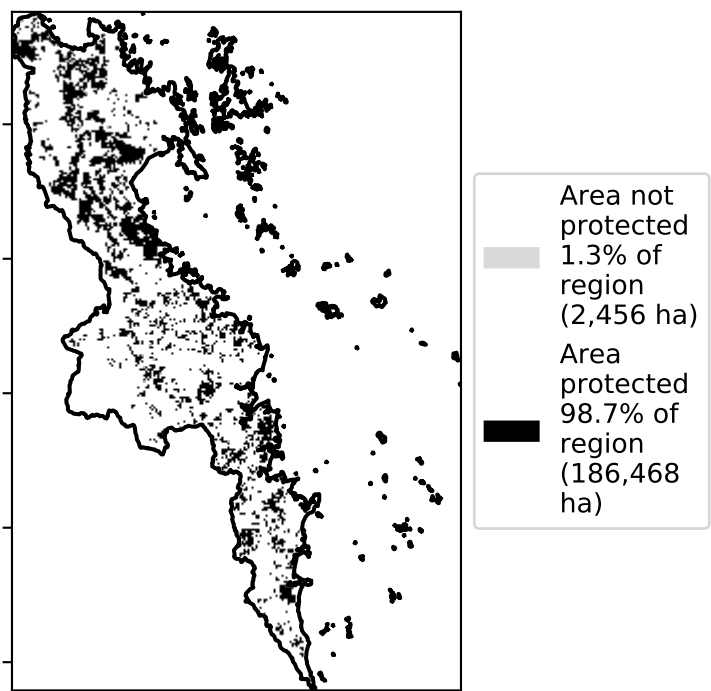 Area not
protected
1.3% of
region
(2,456 ha)
Area
protected
98.7% of
region
(186,468
ha)